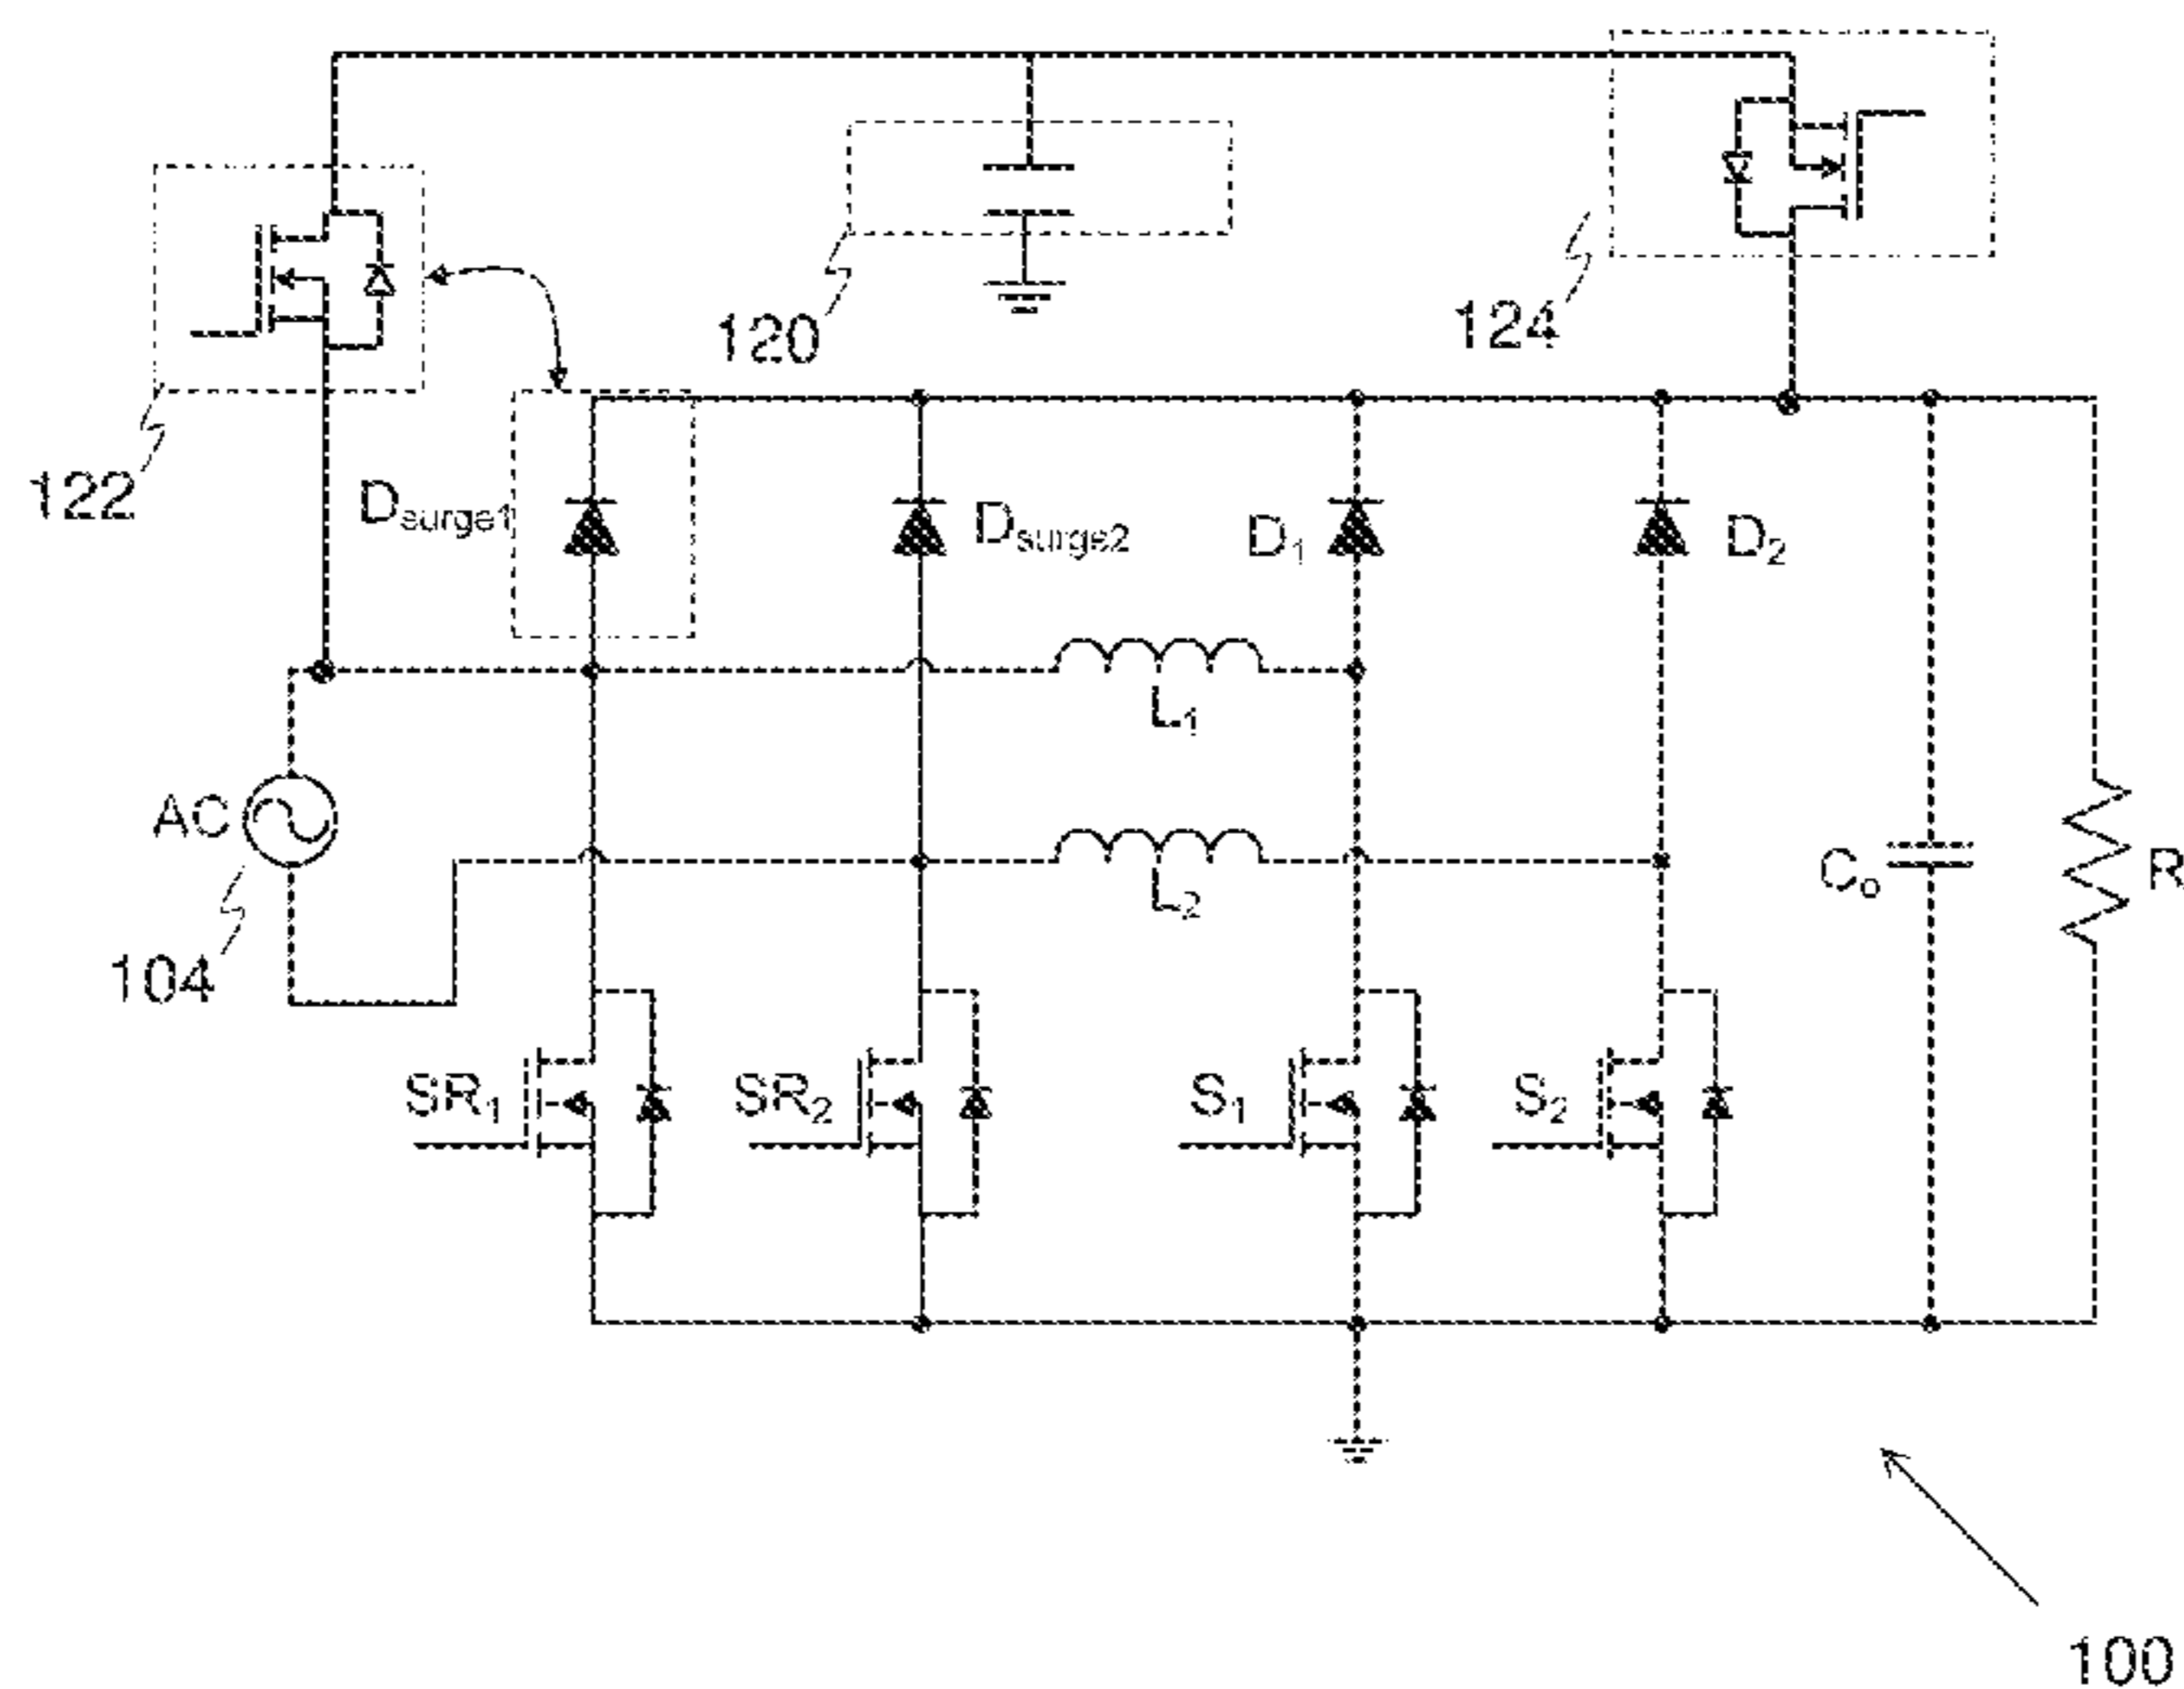 120
124
122
Dsurge1
Dsurge2
D1
D2
L1
AC
L2
Co
R
104
SR1
SR2
S1
S2
100